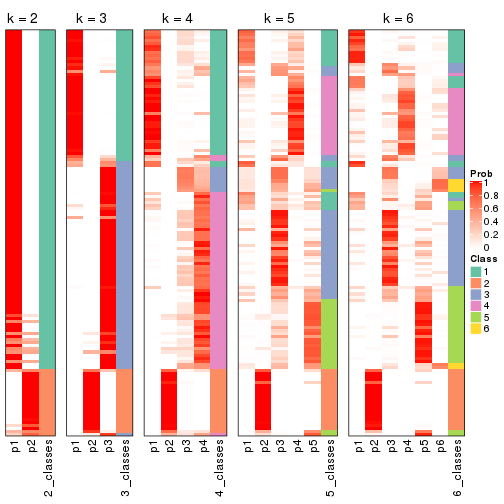 k = 2
k = 3
k = 4
k = 5
k = 6
p1
p2
2_classes
p1
p2
p3
3_classes
p1
p2
p3
p4
4_classes
p1
p2
p3
p4
p5
5_classes
p1
p2
p3
p4
p5
p6
6_classes
Prob
1
0.8
0.6
0.4
0.2
0
Class
1
2
3
4
5
6